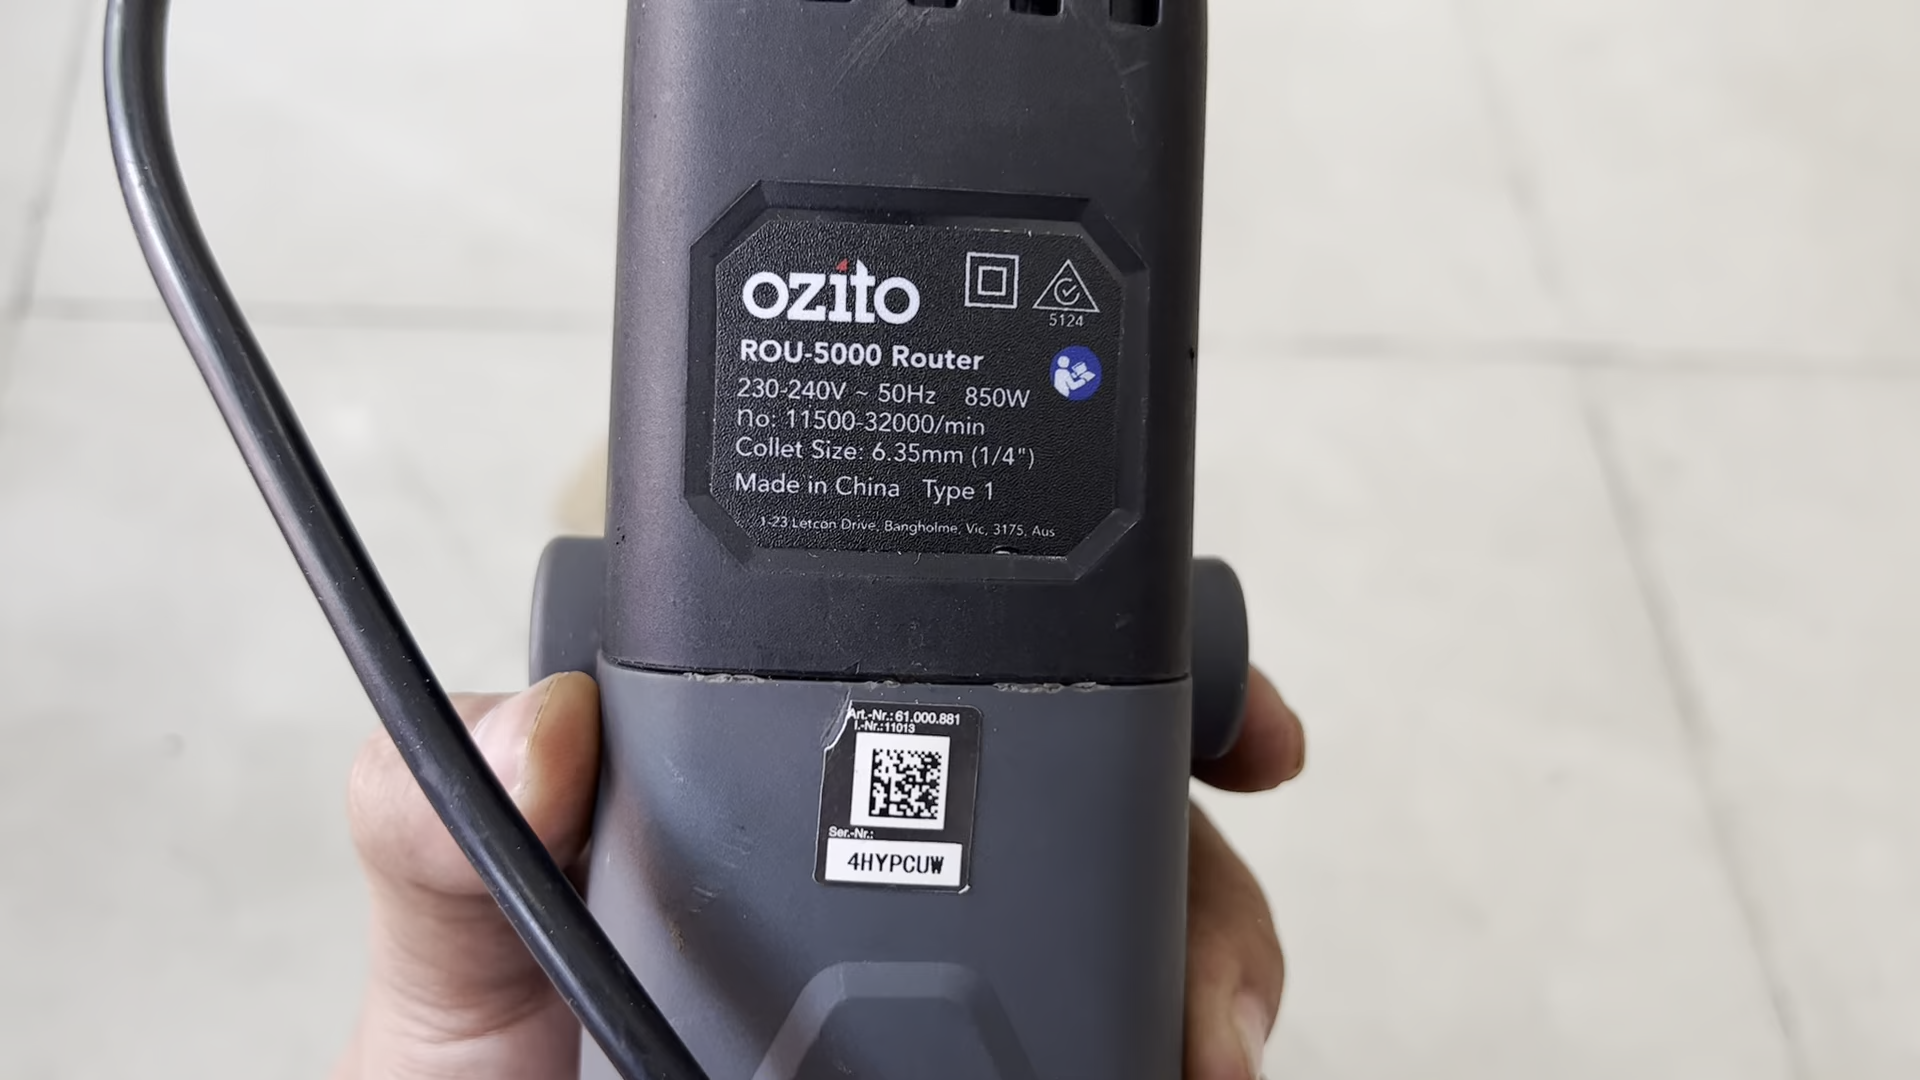 ozito
5124
ROU-5000 Router
230-240V ~ 50Hz 850W
no: 11500-32000/min
Collet Size: 6.35mm (1/4")
Made in China Type 1
1-23 Letcon Drive, Bangholme, Vic, 3175, Aus
Art.-Nr.: 61.000.881
I.-Nr.: 11013
Ser.-Nr.:
4HYPCUW